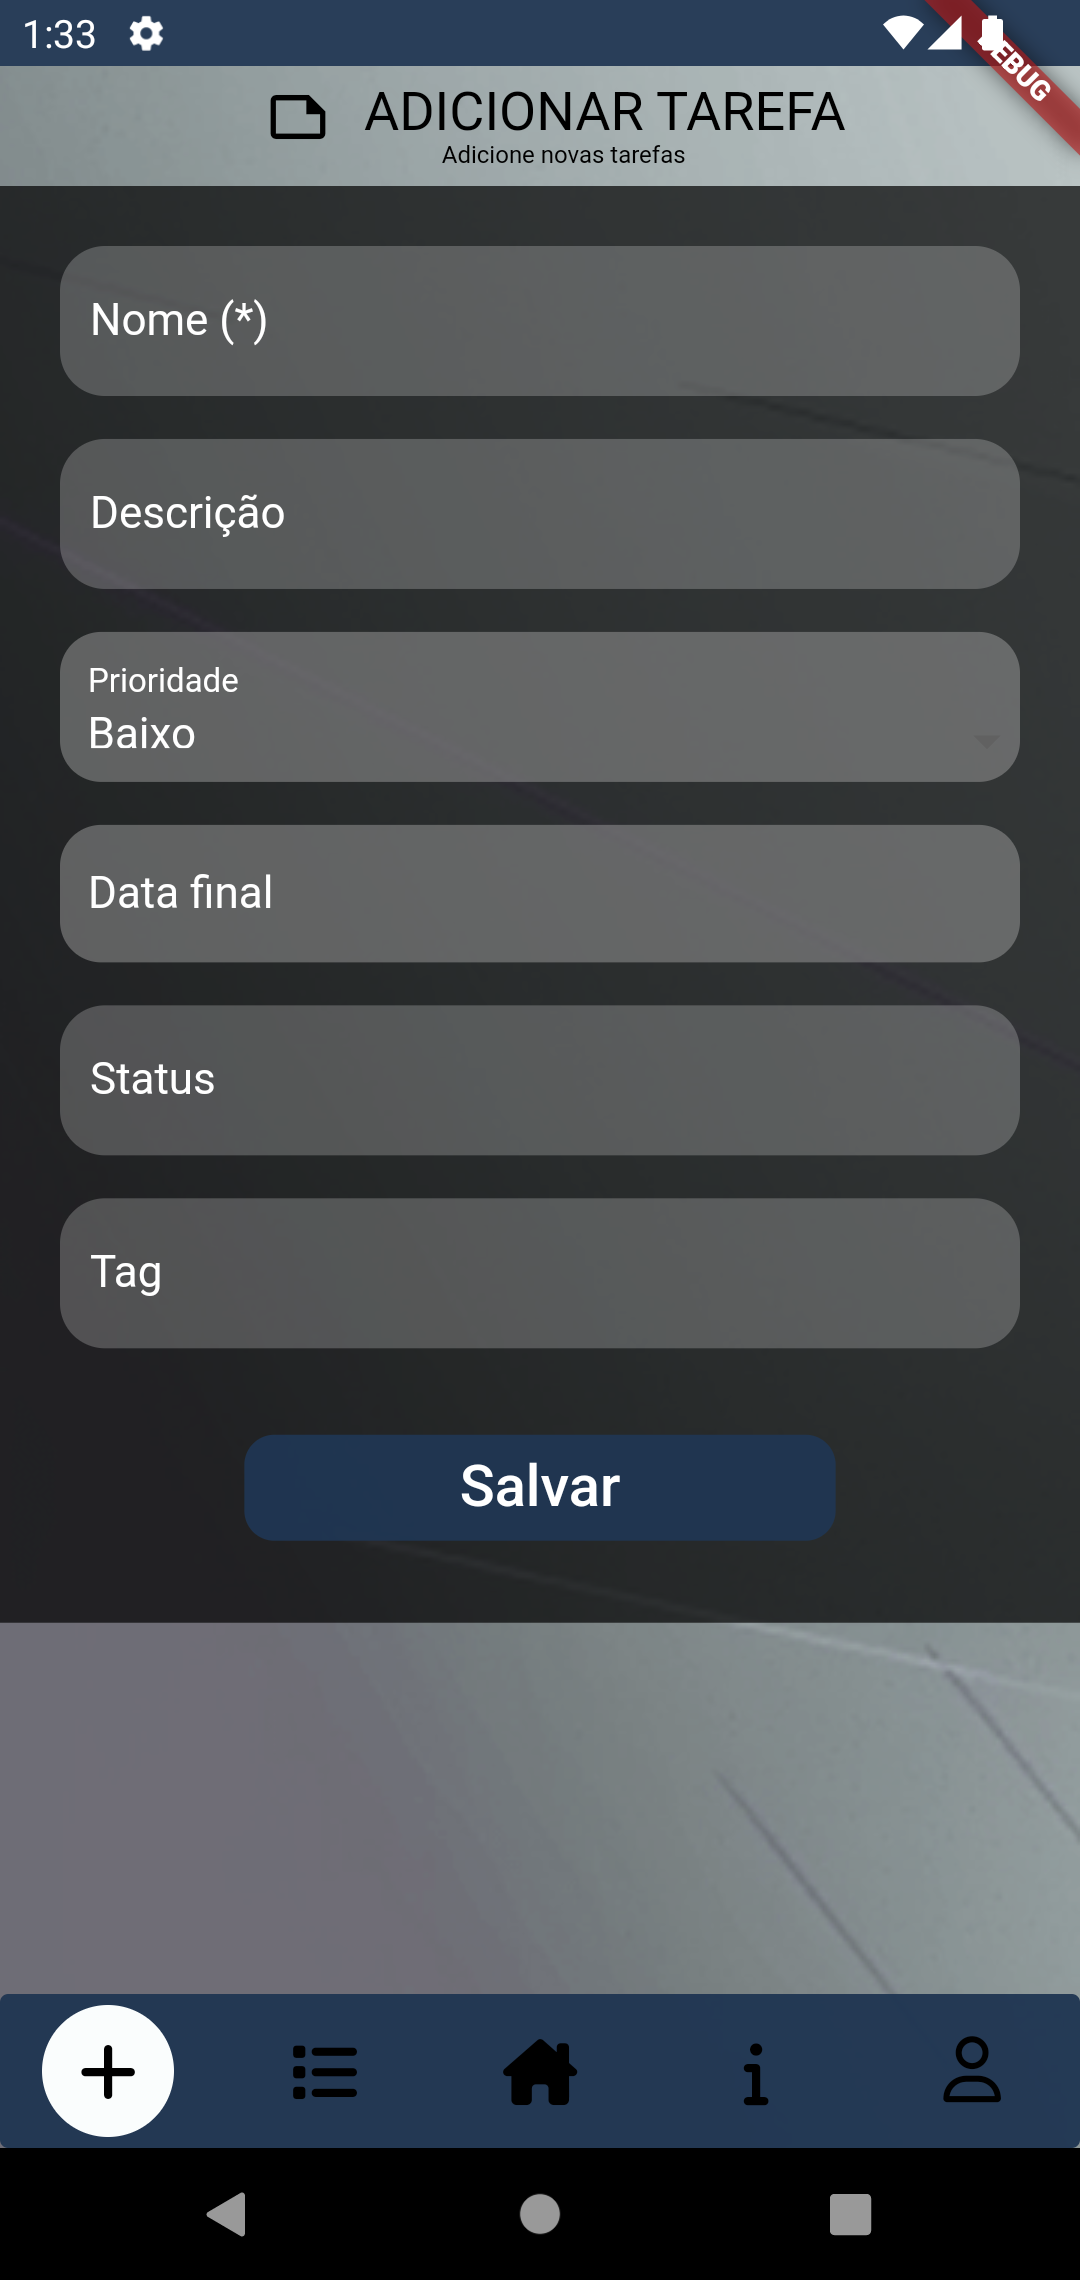 1:33
EBUG
ADICIONAR TAREFA
Adicione novas tarefas
Nome (*)
Descrição
Prioridade
Baixo
Data final
Status
Tag
Salvar